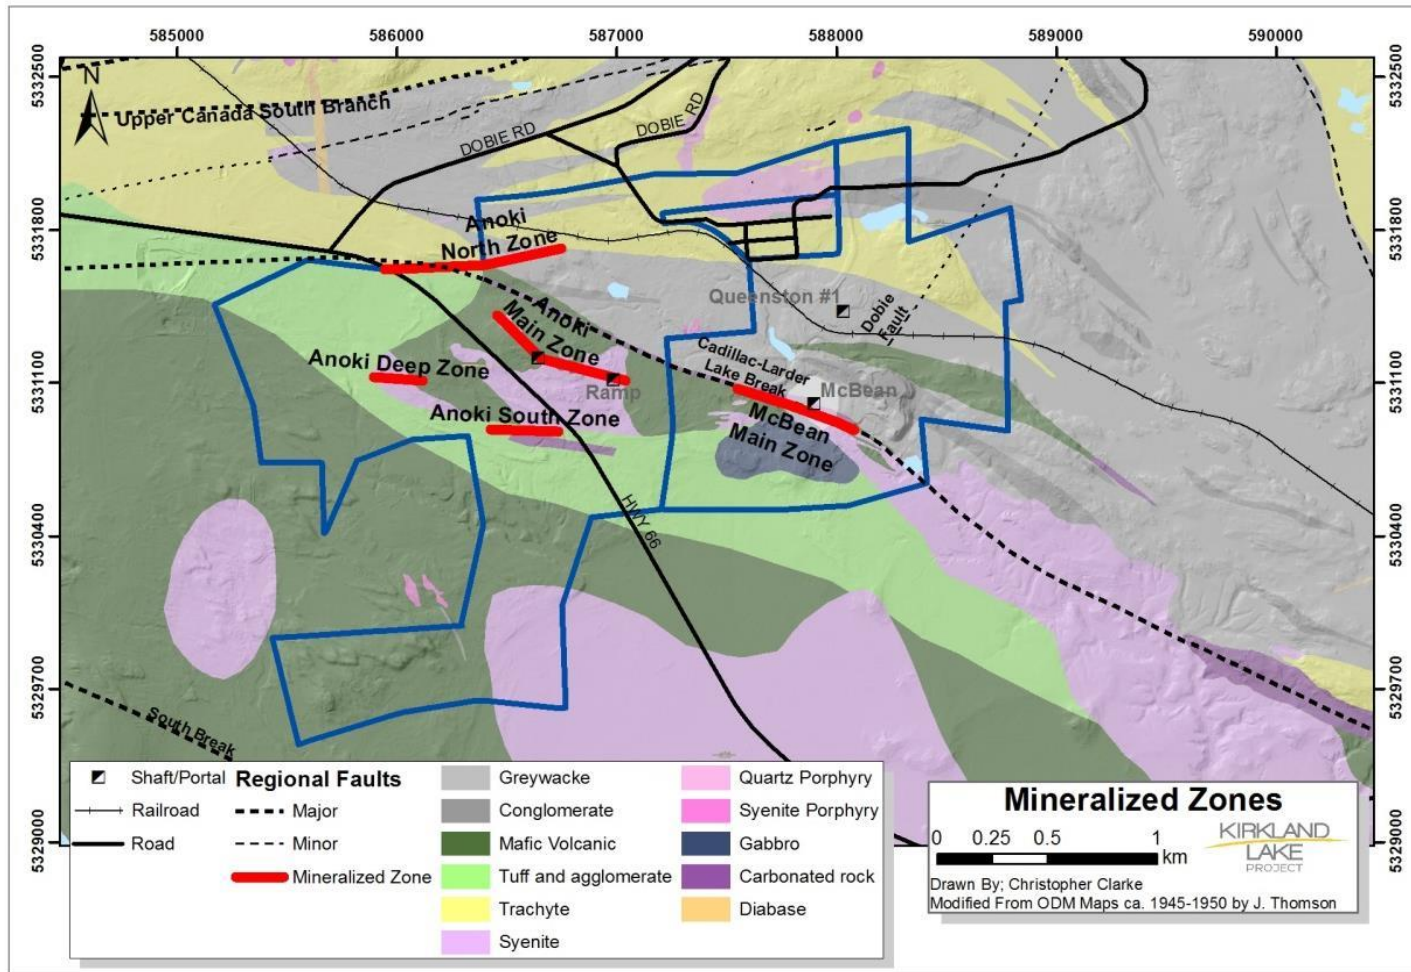 585000 586000 587000 588000 589000 590000
5332500 5332500
N
Upper Canada South Branch
DOBIE RD
DOBIE RD
5331800 5331800
Anoki
North Zone
Queenston #1
Dobie
Fault
Anoki
Main Zone
Cadillac-Larder
Lake Break
5331100 5331100
Anoki Deep Zone
Ramp
McBean
Anoki South Zone
McBean
Main Zone
HWY 66
5330400 5330400
5329700 5329700
South Break
5329000 5329000
Shaft/Portal
Railroad
Road
Regional Faults
Major
Minor
Mineralized Zone
Greywacke
Conglomerate
Mafic Volcanic
Tuff and agglomerate
Trachyte
Syenite
Quartz Porphyry
Syenite Porphyry
Gabbro
Carbonated rock
Diabase
Mineralized Zones
0 0.25 0.5 1
km
KIRKLAND
LAKE
PROJECT
Drawn By; Christopher Clarke
Modified From ODM Maps ca. 1945-1950 by J. Thomson